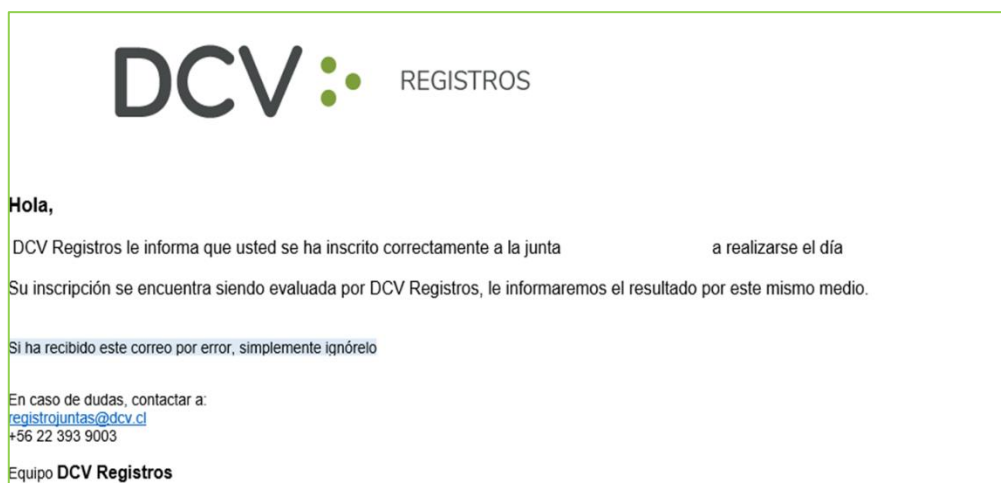 DCV REGISTROS
Hola,
DCV Registros le informa que usted se ha inscrito correctamente a la junta a realizarse el día
Su inscripción se encuentra siendo evaluada por DCV Registros, le informaremos el resultado por este mismo medio.
Si ha recibido este correo por error, simplemente ignórelo
En caso de dudas, contactar a:
registrojuntas@dcv.cl
+56 22 393 9003
Equipo DCV Registros